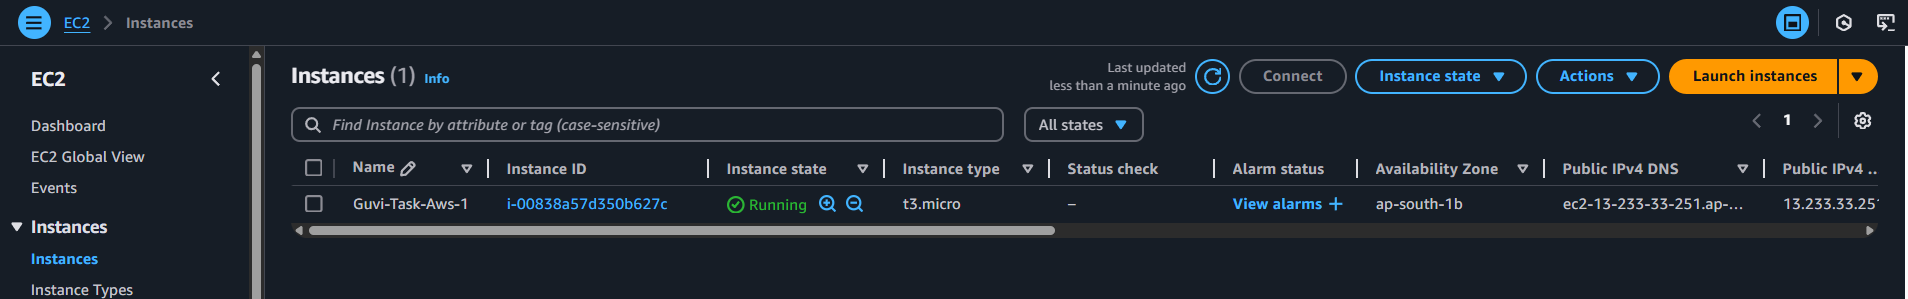 EC2 Instances
EC2
Dashboard
EC2 Global View
Events
Instances
Instances
Instance Types
Instances (1) Info
Last updated
less than a minute ago
Connect Instance state Actions Launch instances
Find Instance by attribute or tag (case-sensitive)
All states
1
Name Instance ID Instance state Instance type Status check Alarm status Availability Zone Public IPv4 DNS Public IPv4 ..
Guvi-Task-Aws-1 i-00838a57d350b627c Running t3.micro – View alarms + ap-south-1b ec2-13-233-33-251.ap-... 13.233.33.251